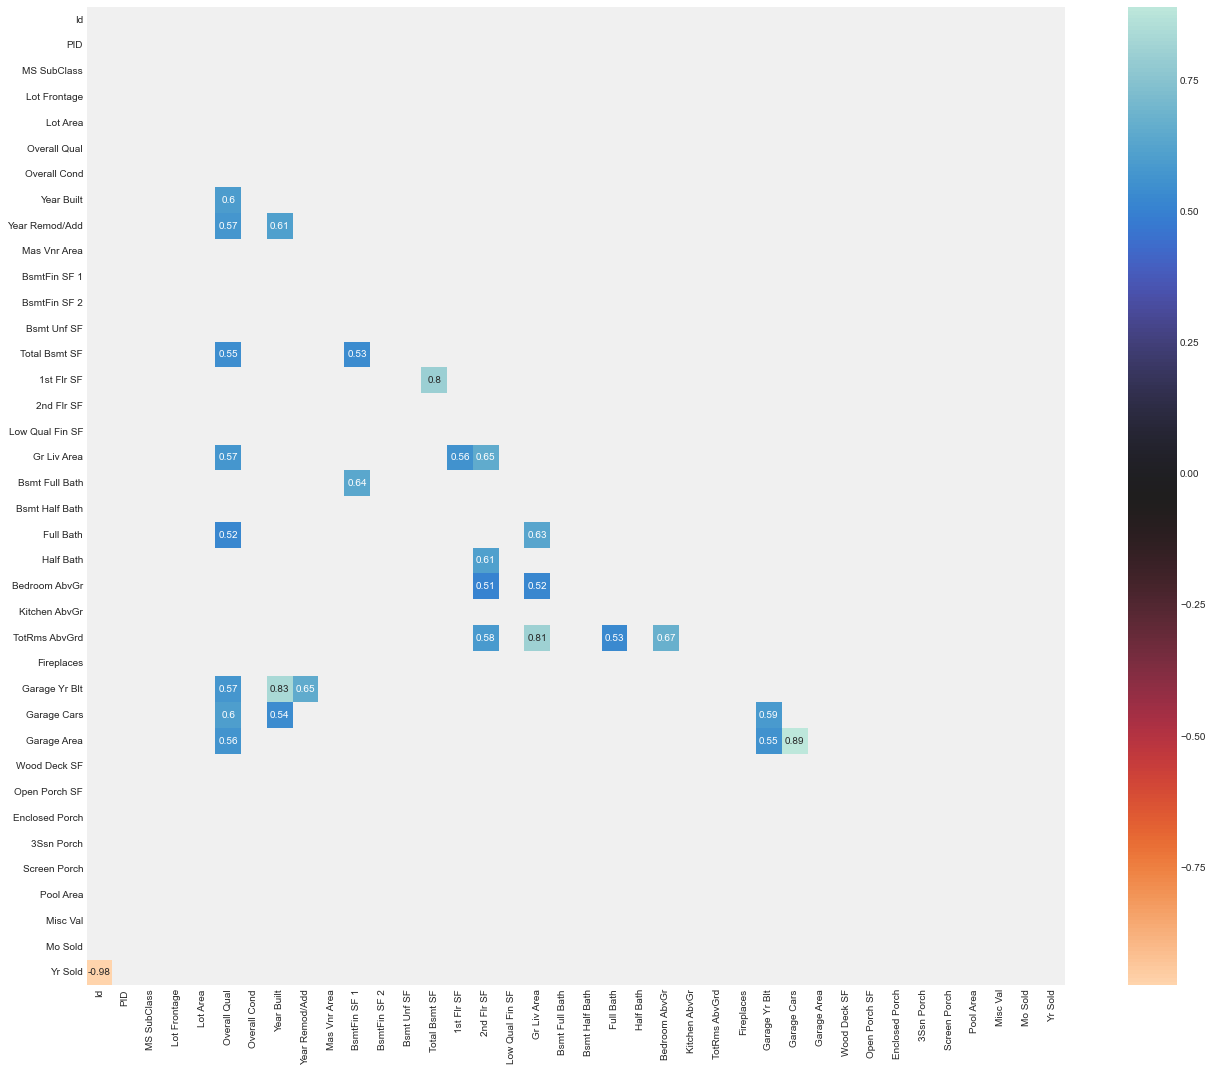 Id
PID
MS SubClass
Lot Frontage
Lot Area
Overall Qual
Overall Cond
Year Built 0.6
Year Remod/Add 0.57 0.61
Mas Vnr Area
BsmtFin SF 1
BsmtFin SF 2
Bsmt Unf SF
Total Bsmt SF 0.55 0.53
1st Flr SF 0.8
2nd Flr SF
Low Qual Fin SF
Gr Liv Area 0.57 0.56 0.65
Bsmt Full Bath 0.64
Bsmt Half Bath
Full Bath 0.52 0.63
Half Bath 0.61
Bedroom AbvGr 0.51 0.52
Kitchen AbvGr
TotRms AbvGrd 0.58 0.81 0.53 0.67
Fireplaces
Garage Yr Blt 0.57 0.83 0.65
Garage Cars 0.6 0.54 0.59
Garage Area 0.56 0.55 0.89
Wood Deck SF
Open Porch SF
Enclosed Porch
3Ssn Porch
Screen Porch
Pool Area
Misc Val
Mo Sold
Yr Sold -0.98
Id
PID
MS SubClass
Lot Frontage
Lot Area
Overall Qual
Overall Cond
Year Built
Year Remod/Add
Mas Vnr Area
BsmtFin SF 1
BsmtFin SF 2
Bsmt Unf SF
Total Bsmt SF
1st Flr SF
2nd Flr SF
Low Qual Fin SF
Gr Liv Area
Bsmt Full Bath
Bsmt Half Bath
Full Bath
Half Bath
Bedroom AbvGr
Kitchen AbvGr
TotRms AbvGrd
Fireplaces
Garage Yr Blt
Garage Cars
Garage Area
Wood Deck SF
Open Porch SF
Enclosed Porch
3Ssn Porch
Screen Porch
Pool Area
Misc Val
Mo Sold
Yr Sold
0.75
0.50
0.25
0.00
−0.25
−0.50
−0.75